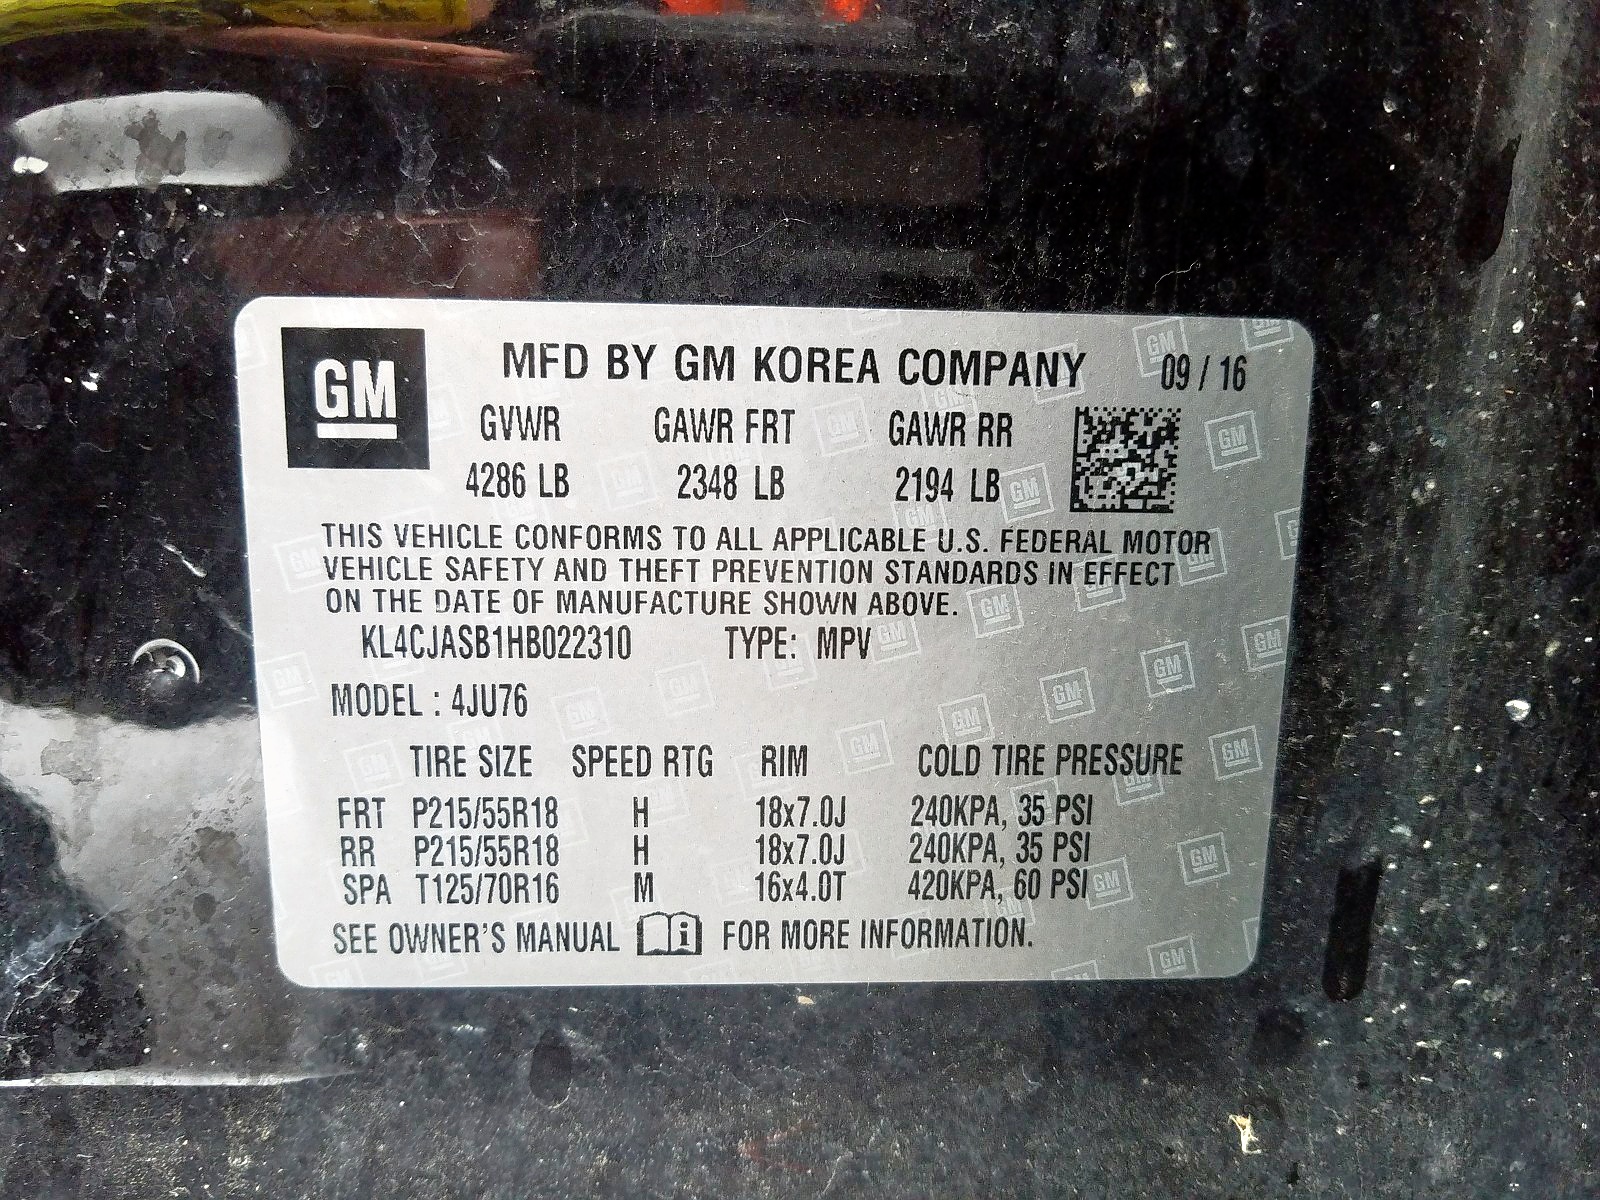 GM
MFD BY GM KOREA COMPANY 09 / 16
GVWR GAWR FRT GAWR RR
4286 LB 2348 LB 2194 LB
THIS VEHICLE CONFORMS TO ALL APPLICABLE U.S. FEDERAL MOTOR
VEHICLE SAFETY AND THEFT PREVENTION STANDARDS IN EFFECT
ON THE DATE OF MANUFACTURE SHOWN ABOVE.
KL4CJASB1HB022310 TYPE: MPV
MODEL : 4JU76
TIRE SIZE SPEED RTG RIM COLD TIRE PRESSURE
FRT P215/55R18 H 18x7.0J 240KPA, 35 PSI
RR P215/55R18 H 18x7.0J 240KPA, 35 PSI
SPA T125/70R16 M 16x4.0T 420KPA, 60 PSI
SEE OWNER'S MANUAL i FOR MORE INFORMATION.